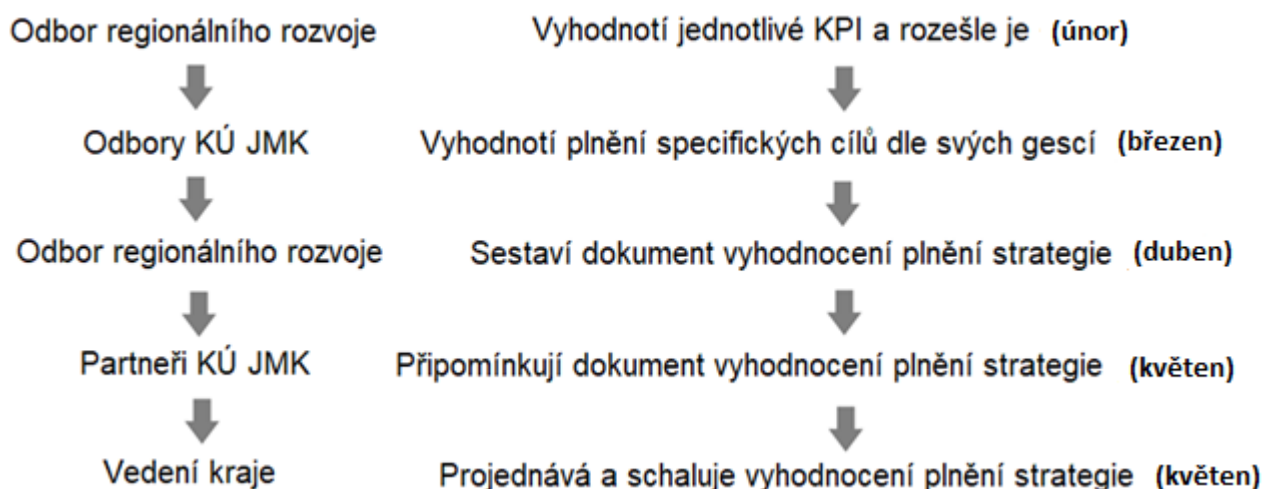 Odbor regionálního rozvoje Vyhodnotí jednotlivé KPI a rozešle je (únor)
Odbory KÚ JMK Vyhodnotí plnění specifických cílů dle svých gescí (březen)
Odbor regionálního rozvoje Sestaví dokument vyhodnocení plnění strategie (duben)
Partneři KÚ JMK Připomínkují dokument vyhodnocení plnění strategie (květen)
Vedení kraje Projednává a schaluje vyhodnocení plnění strategie (květen)